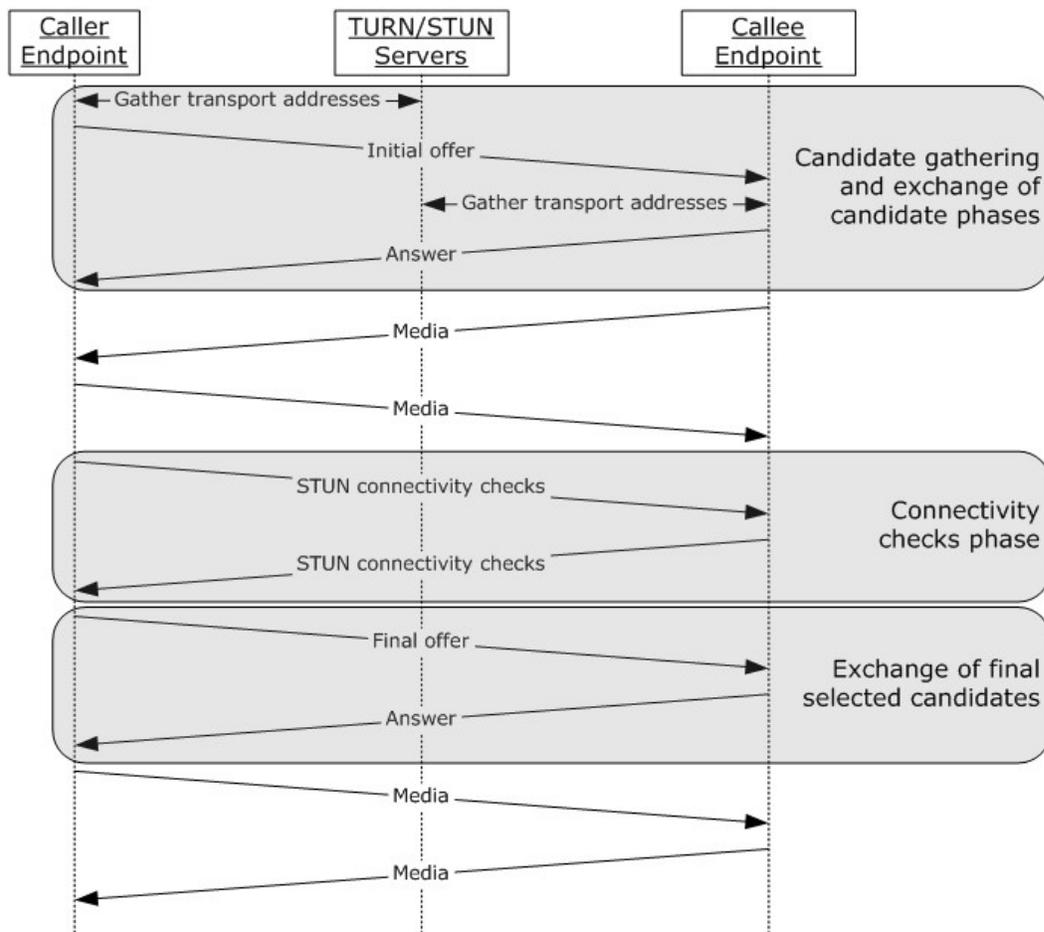 Caller
Endpoint
TURN/STUN
Servers
Callee
Endpoint
Gather transport addresses
Initial offer
Candidate gathering
and exchange of
candidate phases
Gather transport addresses
Answer
Media
Media
STUN connectivity checks
Connectivity
checks phase
STUN connectivity checks
Final offer
Exchange of final
selected candidates
Answer
Media
Media